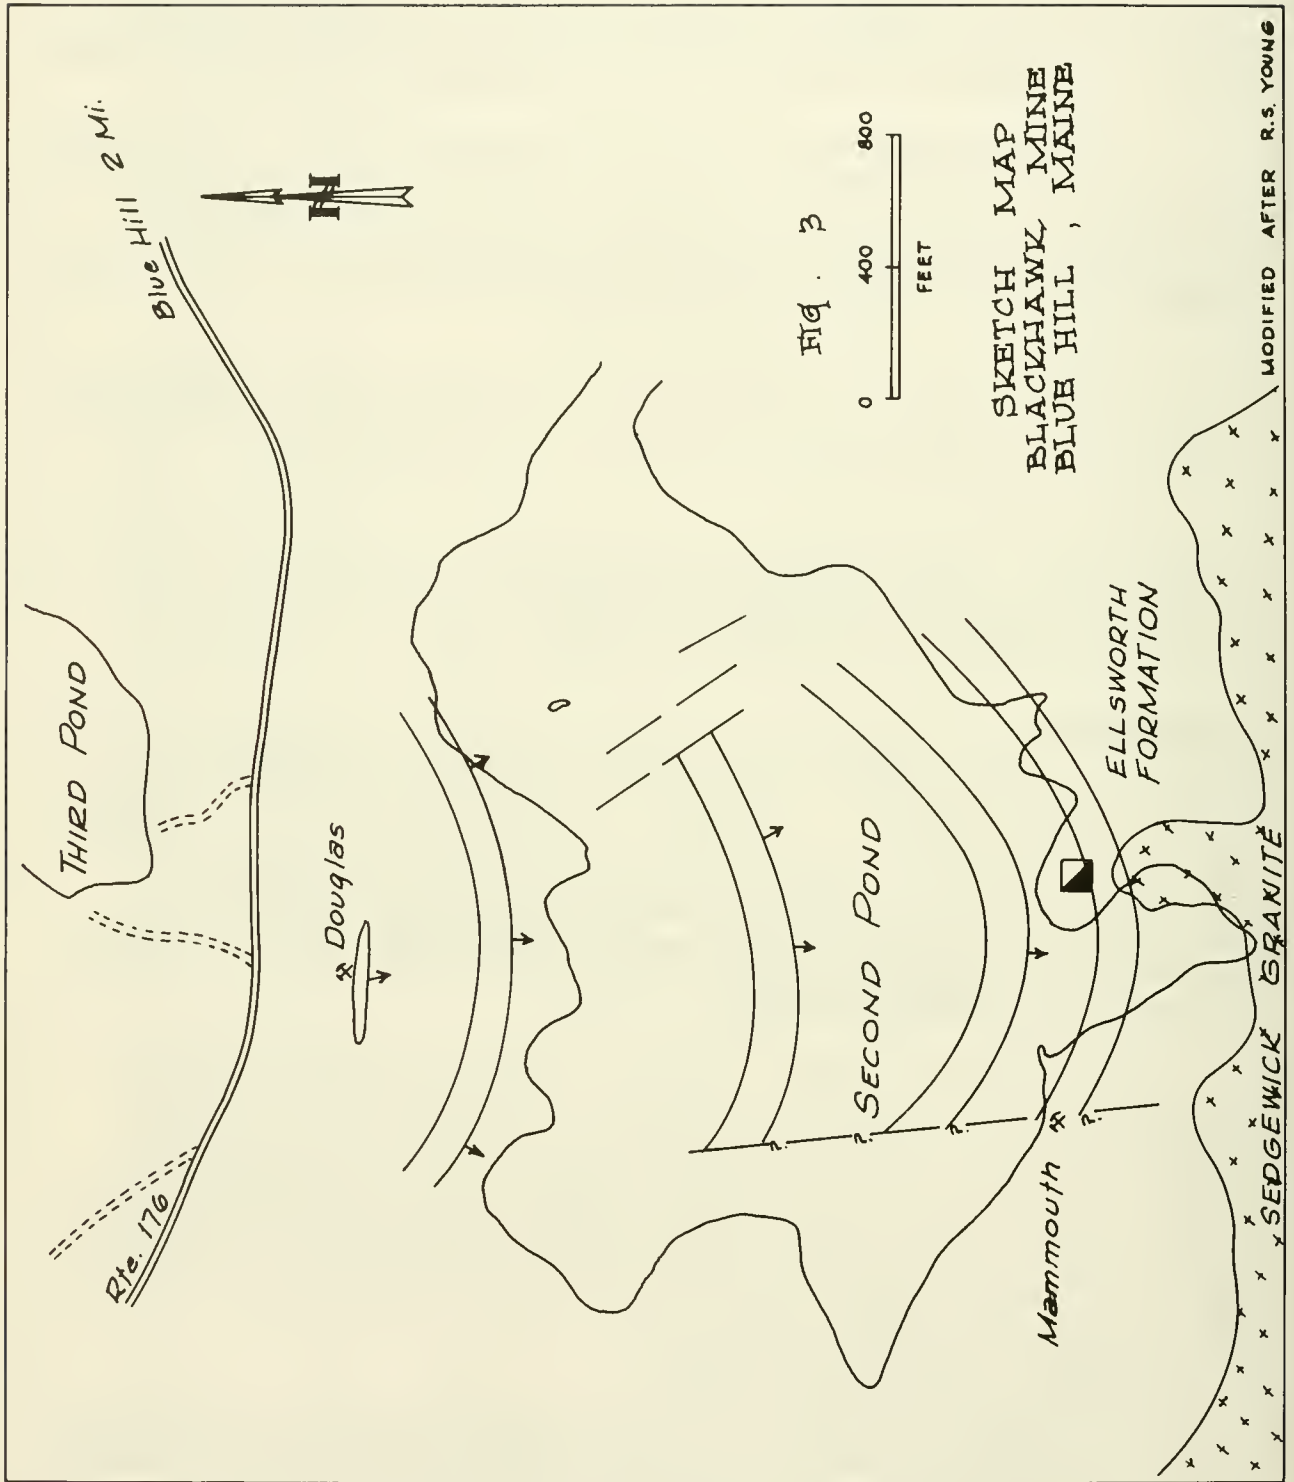 Blue Hill 2 Mi.
THIRD POND
N
Rte. 176
Douglas
Fig. 3
0 400 800
FEET
SKETCH MAP
BLACKHAWK MINE
BLUE HILL, MAINE
SECOND POND
ELLSWORTH
FORMATION
Mammouth
SEDGEWICK GRANITE
MODIFIED AFTER R.S. YOUNG